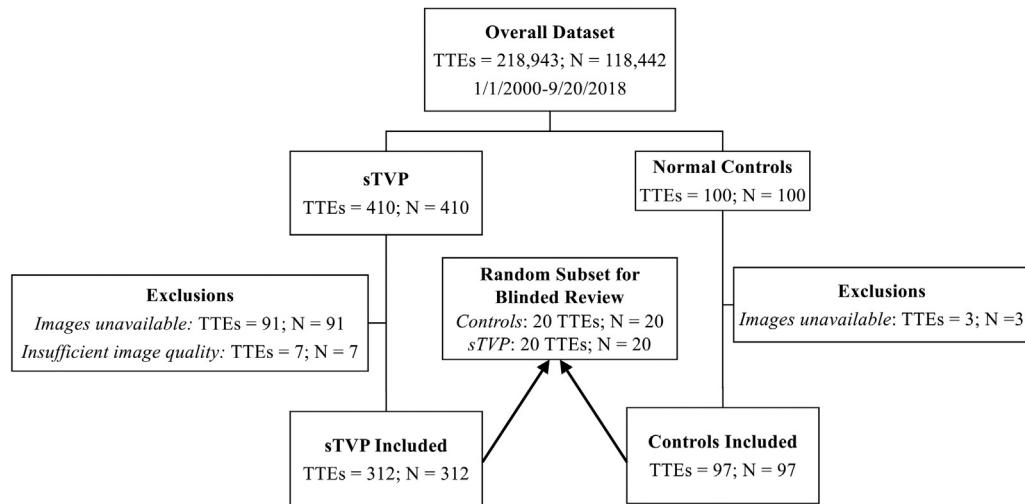 Overall Dataset
TTEs = 218,943; N = 118,442
1/1/2000-9/20/2018
sTVP
TTEs = 410; N = 410
Normal Controls
TTEs = 100; N = 100
Exclusions
Images unavailable: TTEs = 91; N = 91
Insufficient image quality: TTEs = 7; N = 7
Random Subset for
Blinded Review
Controls: 20 TTEs; N = 20
sTVP: 20 TTEs; N = 20
Exclusions
Images unavailable: TTEs = 3; N =3
sTVP Included
TTEs = 312; N = 312
Controls Included
TTEs = 97; N = 97